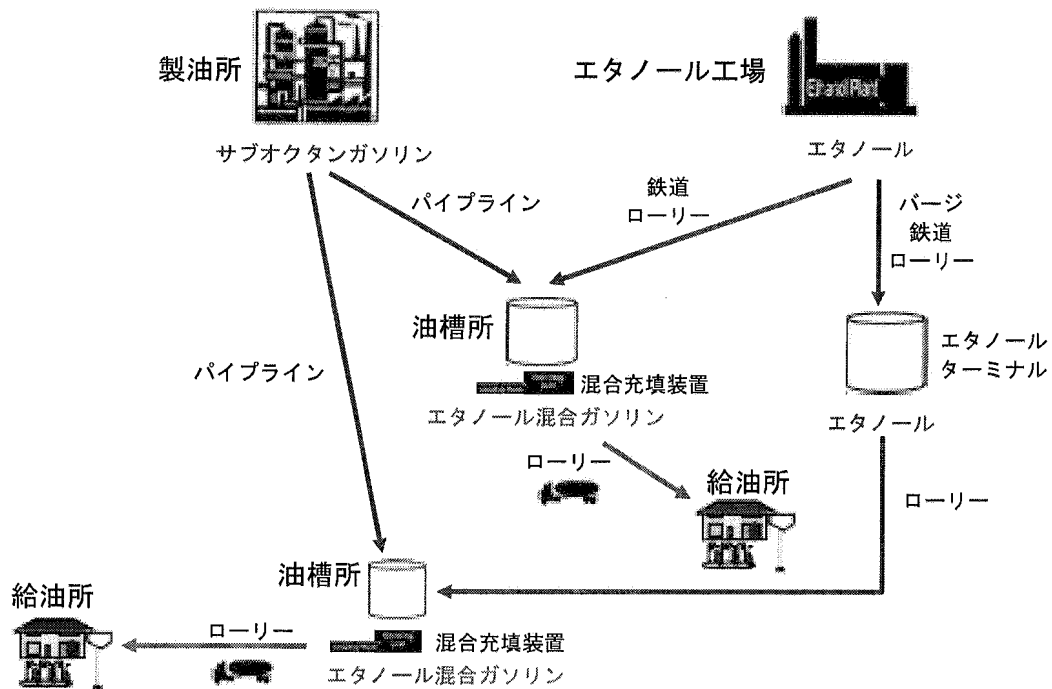 製油所
エタノール工場
Ethanol Plant
サブオクタンガソリン
エタノール
パイプライン
鉄道
ローリー
バージ
鉄道
ローリー
油槽所
エタノール
ターミナル
パイプライン
混合充填装置
エタノール混合ガソリン
エタノール
ローリー
給油所
ローリー
油槽所
給油所
ローリー
混合充填装置
エタノール混合ガソリン